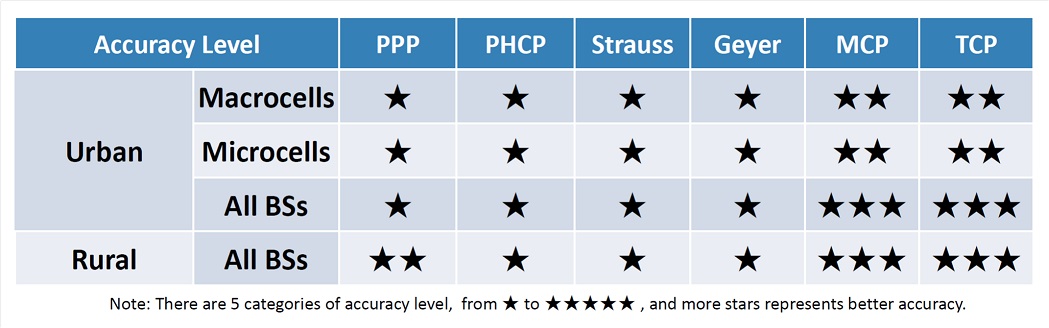 Accuracy Level PPP PHCP Strauss Geyer MCP TCP
Urban Macrocells ★ ★ ★ ★ ★★ ★★
Microcells ★ ★ ★ ★ ★★ ★★
All BSs ★ ★ ★ ★ ★★★ ★★★
Rural All BSs ★★ ★ ★ ★ ★★★ ★★★
Note: There are 5 categories of accuracy level, from ★ to ★★★★★ , and more stars represents better accuracy.